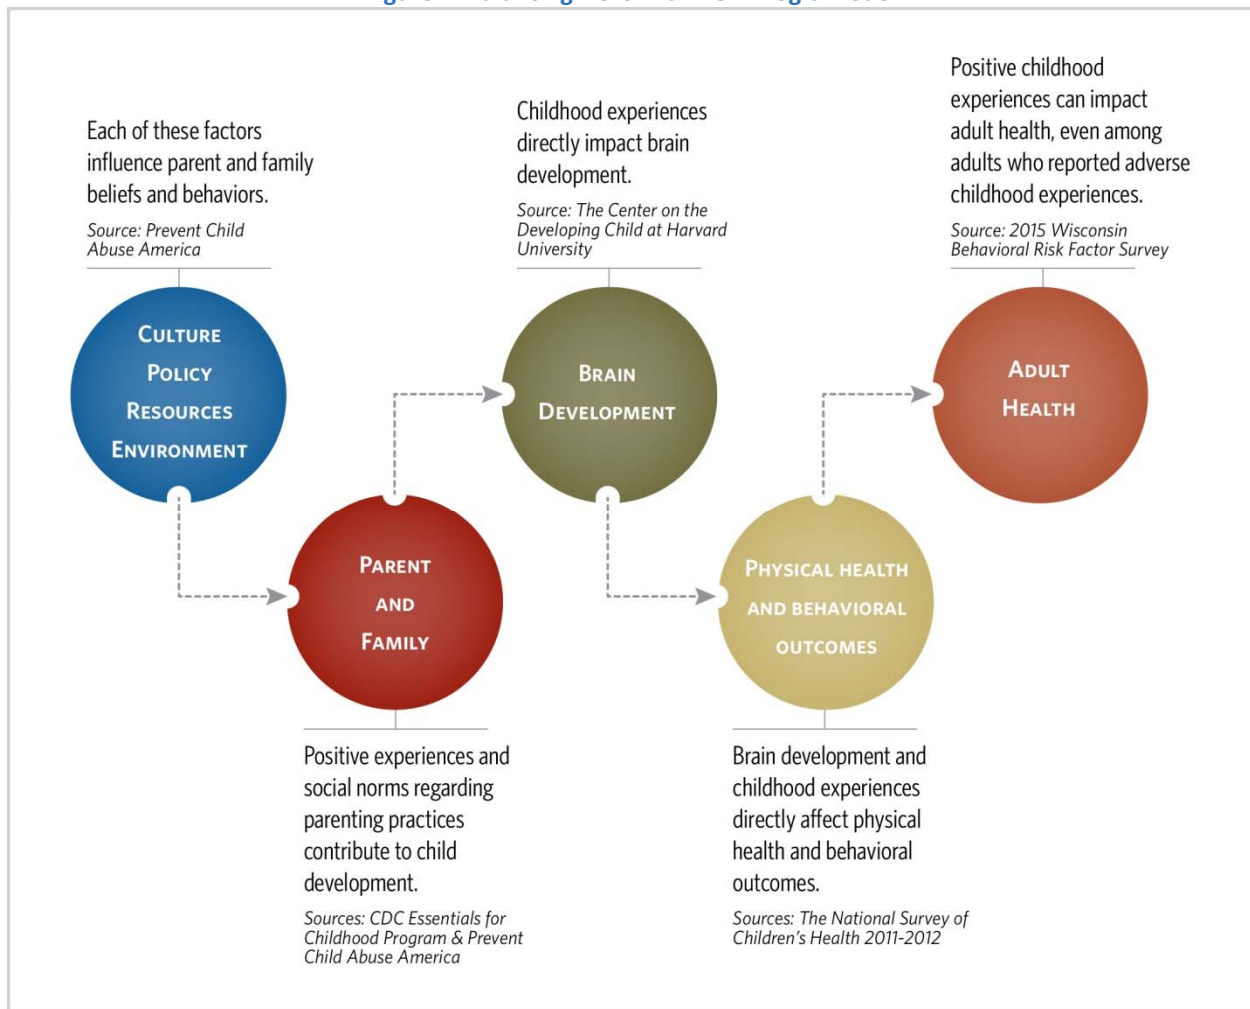 Each of these factors
influence parent and family
beliefs and behaviors.
Source: Prevent Child
Abuse America
CULTURE
POLICY
RESOURCES
ENVIRONMENT
PARENT
AND
FAMILY
Positive experiences and
social norms regarding
parenting practices
contribute to child
development.
Sources: CDC Essentials for
Childhood Program & Prevent
Child Abuse America
Childhood experiences
directly impact brain
development.
Source: The Center on the
Developing Child at Harvard
University
BRAIN
DEVELOPMENT
PHYSICAL HEALTH
AND BEHAVIORAL
OUTCOMES
Brain development and
childhood experiences
directly affect physical
health and behavioral
outcomes.
Sources: The National Survey of
Children's Health 2011-2012
Positive childhood
experiences can impact
adult health, even among
adults who reported adverse
childhood experiences.
Source: 2015 Wisconsin
Behavioral Risk Factor Survey
ADULT
HEALTH